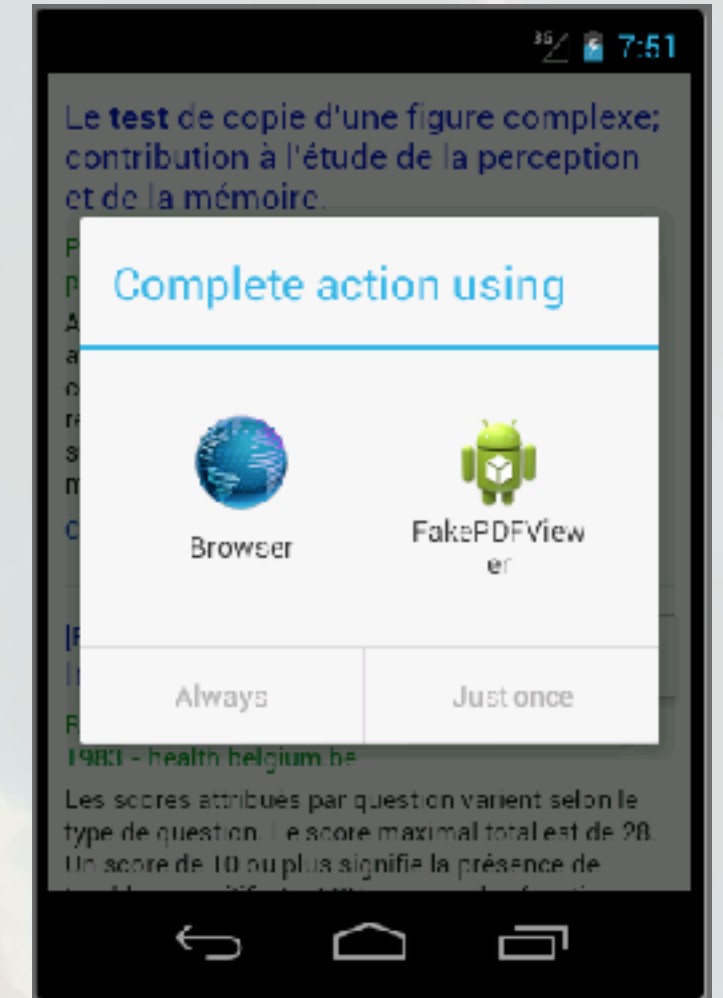 3G 7:51
Le test de copie d'une figure complexe;
contribution à l'étude de la perception
et de la mémoire.
Complete action using
Browser
FakePDFView
er
Always
Just once
1983 - health.belgium.be
Les scores attribués par question varient selon le
type de question. Le score maximal total est de 28.
Un score de 10 ou plus signifie la présence de